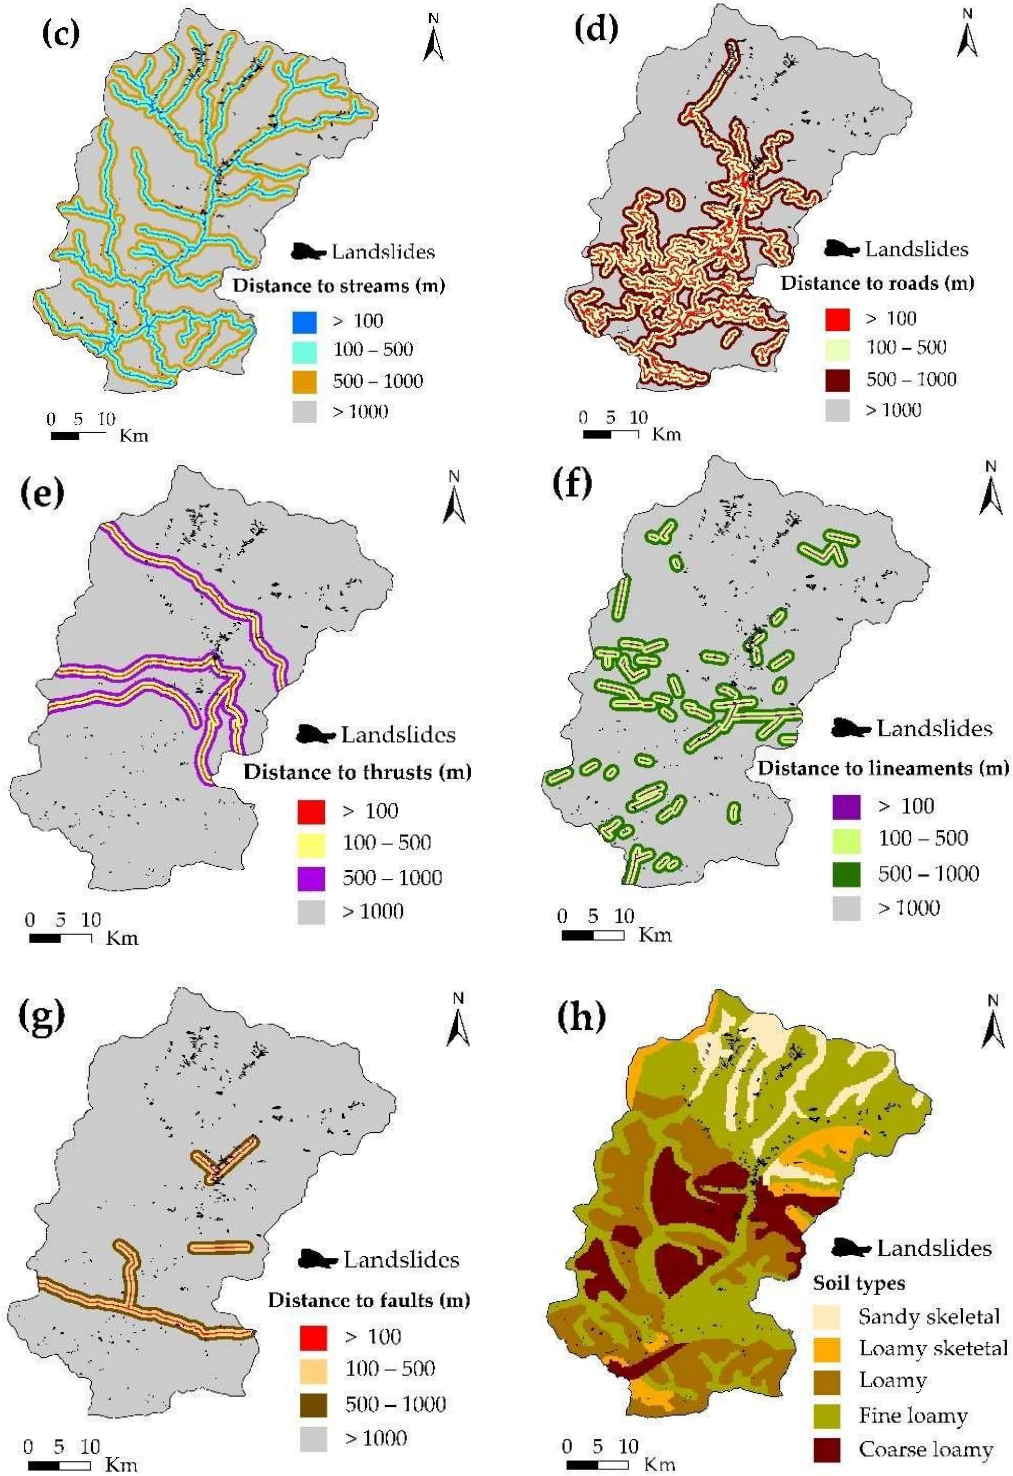 (c)
N
Landslides
Distance to streams (m)
> 100
100 – 500
500 – 1000
> 1000
0 5 10
Km
(d)
N
Landslides
Distance to roads (m)
> 100
100 – 500
500 – 1000
> 1000
0 5 10
Km
(e)
N
Landslides
Distance to thrusts (m)
> 100
100 – 500
500 – 1000
> 1000
0 5 10
Km
(f)
N
Landslides
Distance to lineaments (m)
> 100
100 – 500
500 – 1000
> 1000
0 5 10
Km
(g)
N
Landslides
Distance to faults (m)
> 100
100 – 500
500 – 1000
> 1000
0 5 10
Km
(h)
N
Landslides
Soil types
Sandy skeletal
Loamy sketetal
Loamy
Fine loamy
Coarse loamy
0 5 10
Km